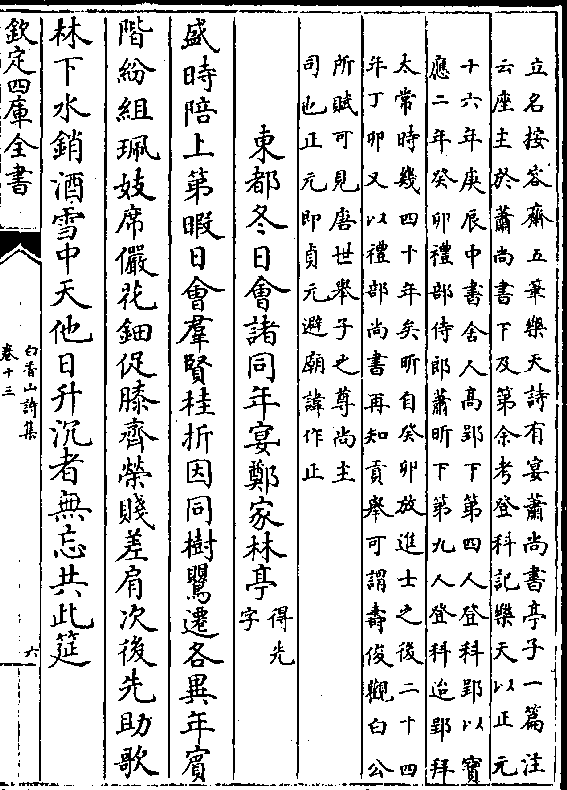 立名按容齋五筆樂天詩有宴蕭尚書亭子一篇注
云座主於蕭尚書下及第余考登科記樂天以正元
十六年庚辰中書舍人高郢下第四人登科郢以寳
應二年癸卯禮部侍郎蕭昕下第九人登科迨郢拜
太常時幾四十年矣昕自癸卯放進士之後二十四
年丁卯又以禮部尚書再知貢舉可謂壽俊觀白公
所賦可見唐世舉子之尊尚主
司也正元即貞元避廟諱作正
東都冬日會諸同年宴鄭家林亭 得先字
盛時陪上第暇日會羣賢桂折因同樹鸎遷各異年賓
階紛組珮妓席儼花鈿促膝齊榮賤差肩次後先助歌
林下水銷酒雪中天他日升沉者無忘共此筵
欽定四庫全書
白香山詩集
卷十三
六